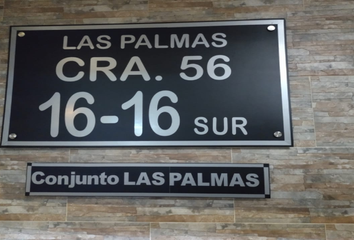 LAS PALMAS
CRA. 56
16-16 SUR
Conjunto LAS PALMAS